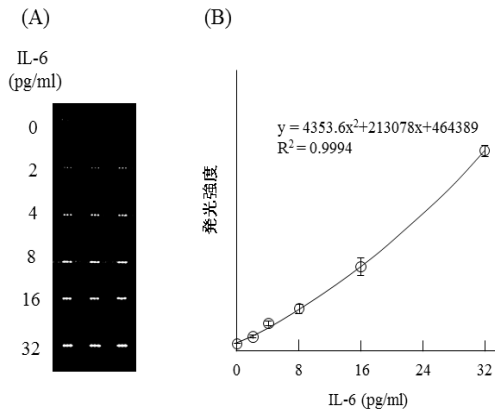 (A)
IL-6
(pg/ml)
0
2
4
8
16
32
(B)
y = 4353.6x²+213078x+464389
R² = 0.9994
発光強度
0 8 16 24 32
IL-6 (pg/ml)